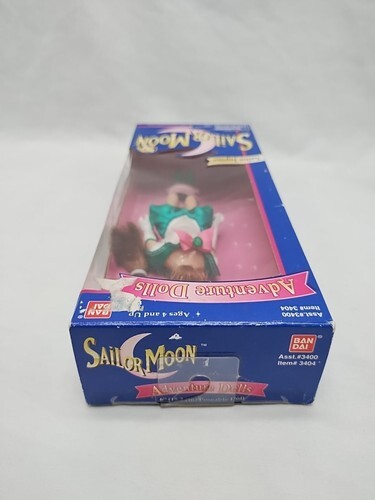 SAILOR MOON
Adventure Dolls
Asst.#3400
Item# 3404
Ages 4 and Up
BAN
DAI
SAILOR MOON
TM
BAN
DAI
Asst.#3400
Item# 3404
Adventure Dolls